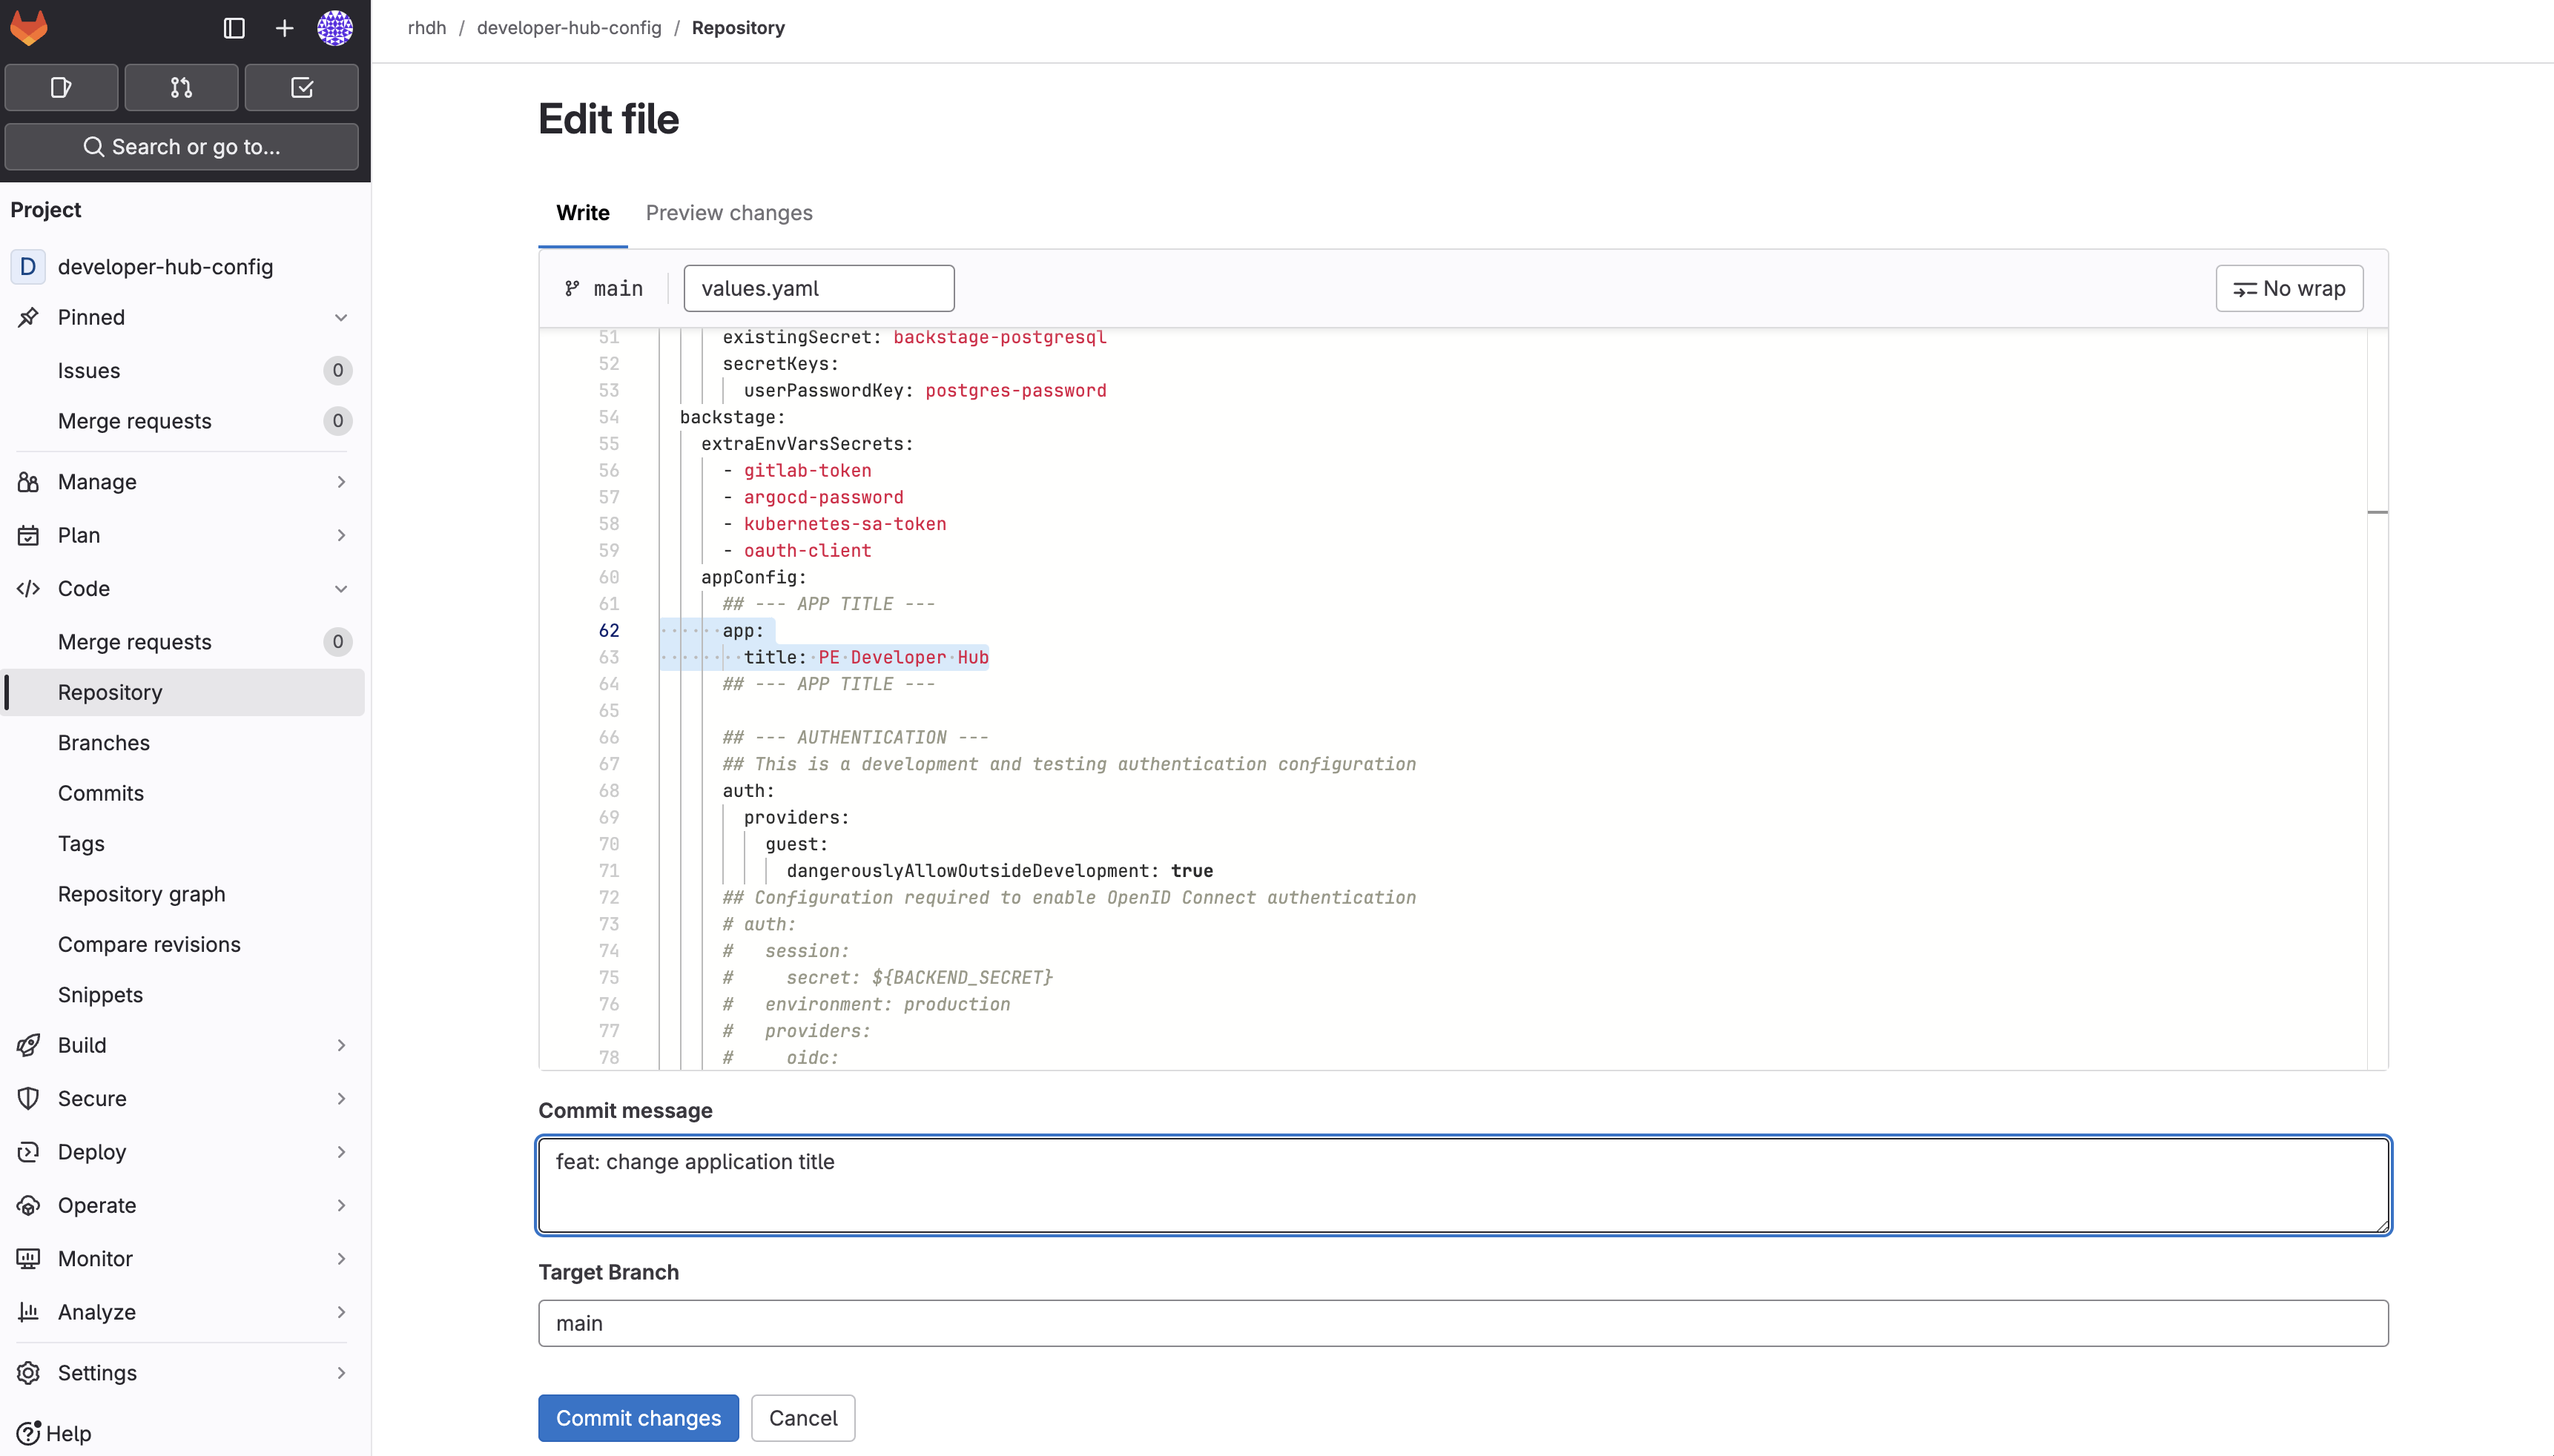 rhdh / developer-hub-config / Repository
Search or go to...
Project
D developer-hub-config
Pinned
Issues 0
Merge requests 0
Manage
Plan
Code
Merge requests 0
Repository
Branches
Commits
Tags
Repository graph
Compare revisions
Snippets
Build
Secure
Deploy
Operate
Monitor
Analyze
Settings
Help
Edit file
Write Preview changes
main values.yaml No wrap
51 existingSecret: backstage-postgresql
52 secretKeys:
53 userPasswordKey: postgres-password
54 backstage:
55 extraEnvVarsSecrets:
56 - gitlab-token
57 - argocd-password
58 - kubernetes-sa-token
59 - oauth-client
60 appConfig:
61 ## --- APP TITLE ---
62 app:
63 title: PE Developer Hub
64 ## --- APP TITLE ---
65
66 ## --- AUTHENTICATION ---
67 ## This is a development and testing authentication configuration
68 auth:
69 providers:
70 guest:
71 dangerouslyAllowOutsideDevelopment: true
72 ## Configuration required to enable OpenID Connect authentication
73 # auth:
74 # session:
75 # secret: ${BACKEND_SECRET}
76 # environment: production
77 # providers:
78 # oidc:
Commit message
feat: change application title
Target Branch
main
Commit changes Cancel